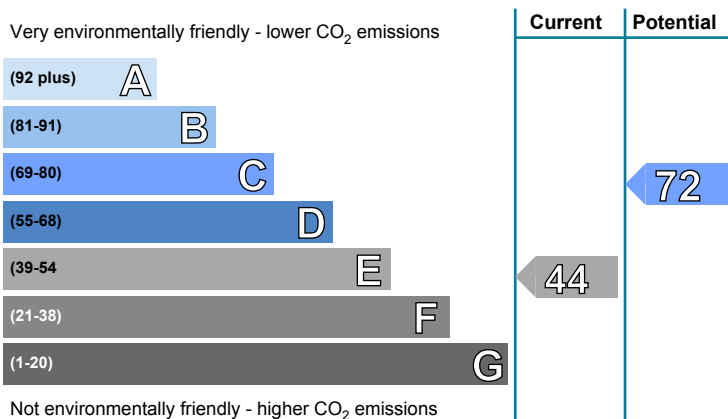 Current Potential
Very environmentally friendly - lower CO2 emissions
(92 plus) A
(81-91) B
(69-80) C
72
(55-68) D
(39-54 E
44
(21-38) F
(1-20) G
Not environmentally friendly - higher CO2 emissions